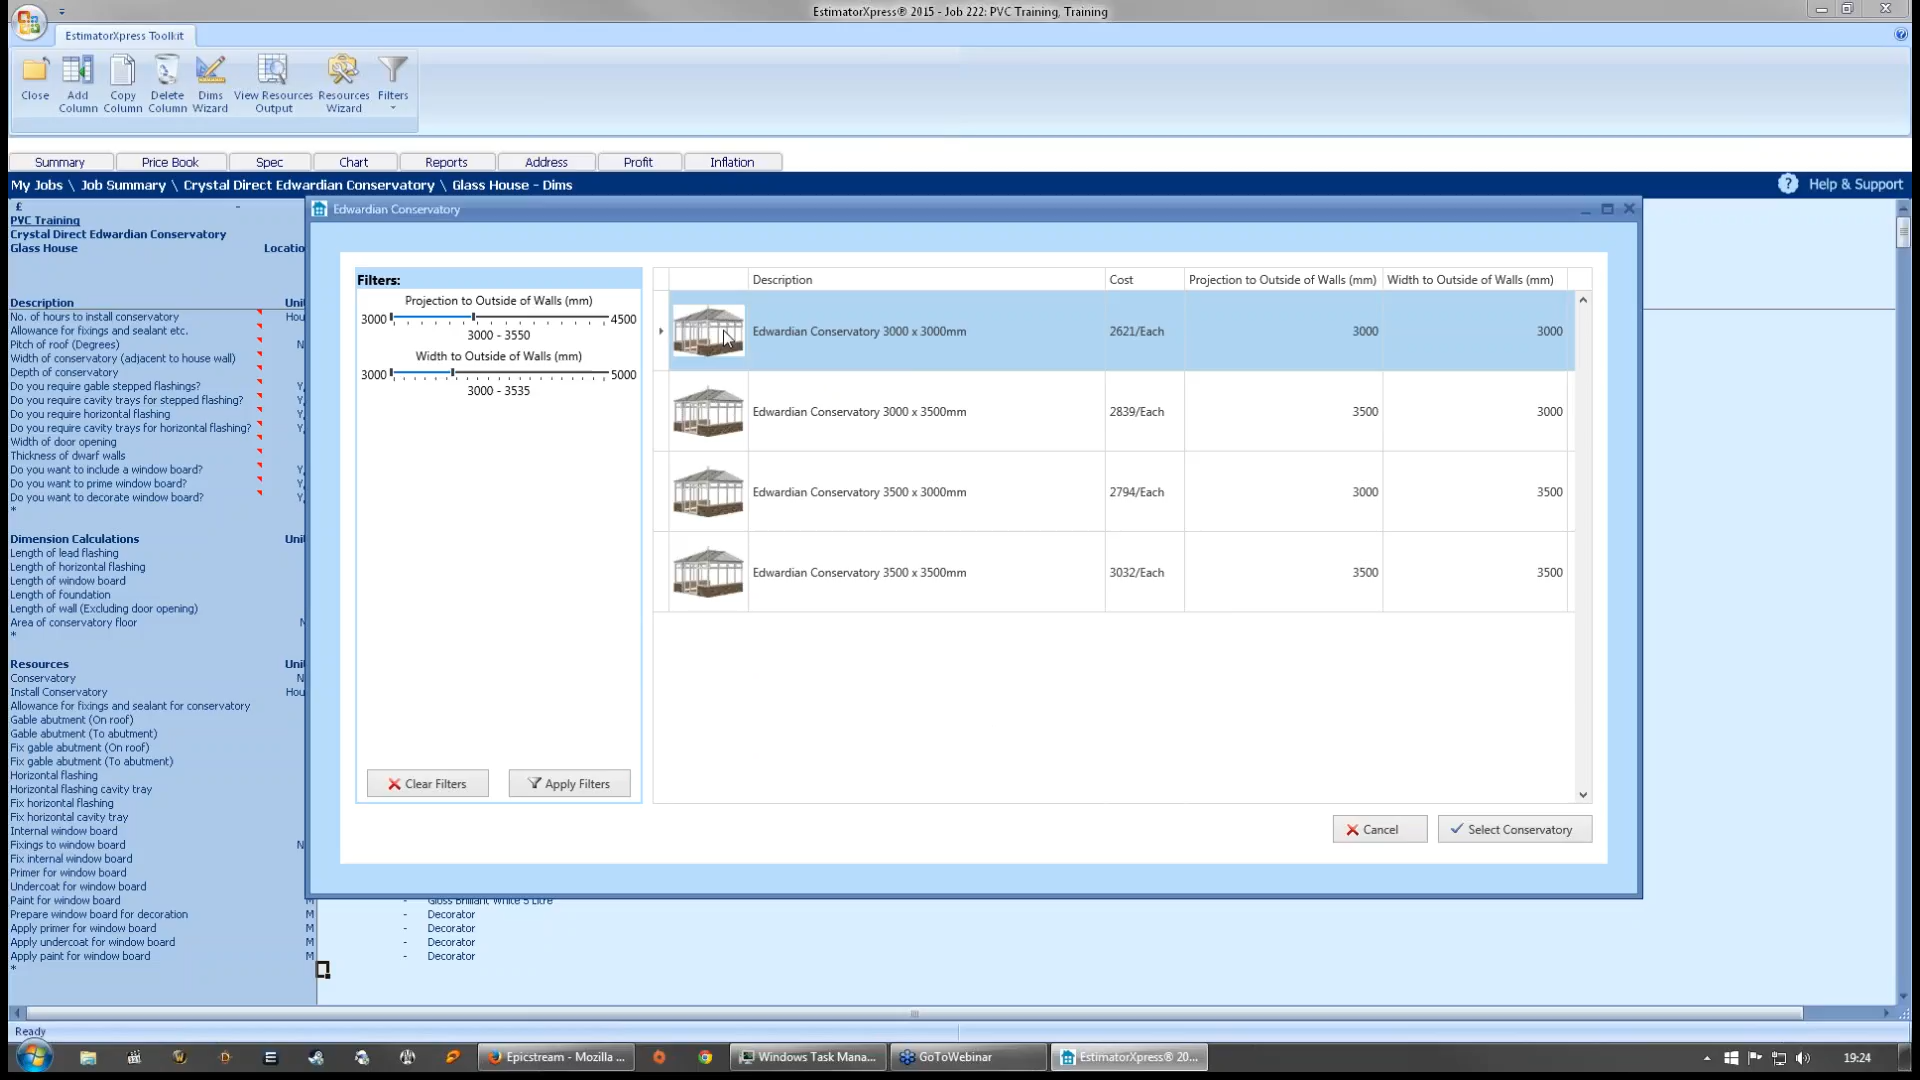 EstimatorXpress® 2015 - Job 222: PVC Training, Training
EstimatorXpress Toolkit
Close
Add Column
Copy Column
Delete Column
Dims Wizard
View Resources Output
Resources Wizard
Filters
Summary
Price Book
Spec
Chart
Reports
Address
Profit
Inflation
My Jobs \ Job Summary \ Crystal Direct Edwardian Conservatory \ Glass House - Dims
? Help & Support
£ -
PVC Training
Crystal Direct Edwardian Conservatory
Glass House
Description
No. of hours to install conservatory
Allowance for fixings and sealant etc.
Pitch of roof (Degrees) N
Width of conservatory (adjacent to house wall)
Depth of conservatory
Do you require gable stepped flashings? Y
Do you require cavity trays for stepped flashing? Y
Do you require horizontal flashing Y
Do you require cavity trays for horizontal flashing? Y
Width of door opening
Thickness of dwarf walls
Do you want to include a window board? Y
Do you want to prime window board? Y
Do you want to decorate window board? Y
*
Dimension Calculations
Length of lead flashing
Length of horizontal flashing
Length of window board
Length of foundation
Length of wall (Excluding door opening)
Area of conservatory floor
*
Resources
Conservatory N
Install Conservatory
Allowance for fixings and sealant for conservatory
Gable abutment (On roof)
Gable abutment (To abutment)
Fix gable abutment (On roof)
Fix gable abutment (To abutment)
Horizontal flashing
Horizontal flashing cavity tray
Fix horizontal flashing
Fix horizontal cavity tray
Internal window board
Fixings to window board N
Fix internal window board
Primer for window board
Undercoat for window board
Paint for window board M - Gloss Brilliant White 5 Litre
Prepare window board for decoration M - Decorator
Apply primer for window board M - Decorator
Apply undercoat for window board M - Decorator
Apply paint for window board M - Decorator
*
Edwardian Conservatory
Filters:
Projection to Outside of Walls (mm)
3000 4500
3000 - 3550
Width to Outside of Walls (mm)
3000 5000
3000 - 3535
Clear Filters
Apply Filters
Description Cost Projection to Outside of Walls (mm) Width to Outside of Walls (mm)
Edwardian Conservatory 3000 x 3000mm 2621/Each 3000 3000
Edwardian Conservatory 3000 x 3500mm 2839/Each 3500 3000
Edwardian Conservatory 3500 x 3000mm 2794/Each 3000 3500
Edwardian Conservatory 3500 x 3500mm 3032/Each 3500 3500
Cancel
Select Conservatory
Ready
Epicstream - Mozilla ...
Windows Task Mana...
GoToWebinar
EstimatorXpress® 20...
19:24